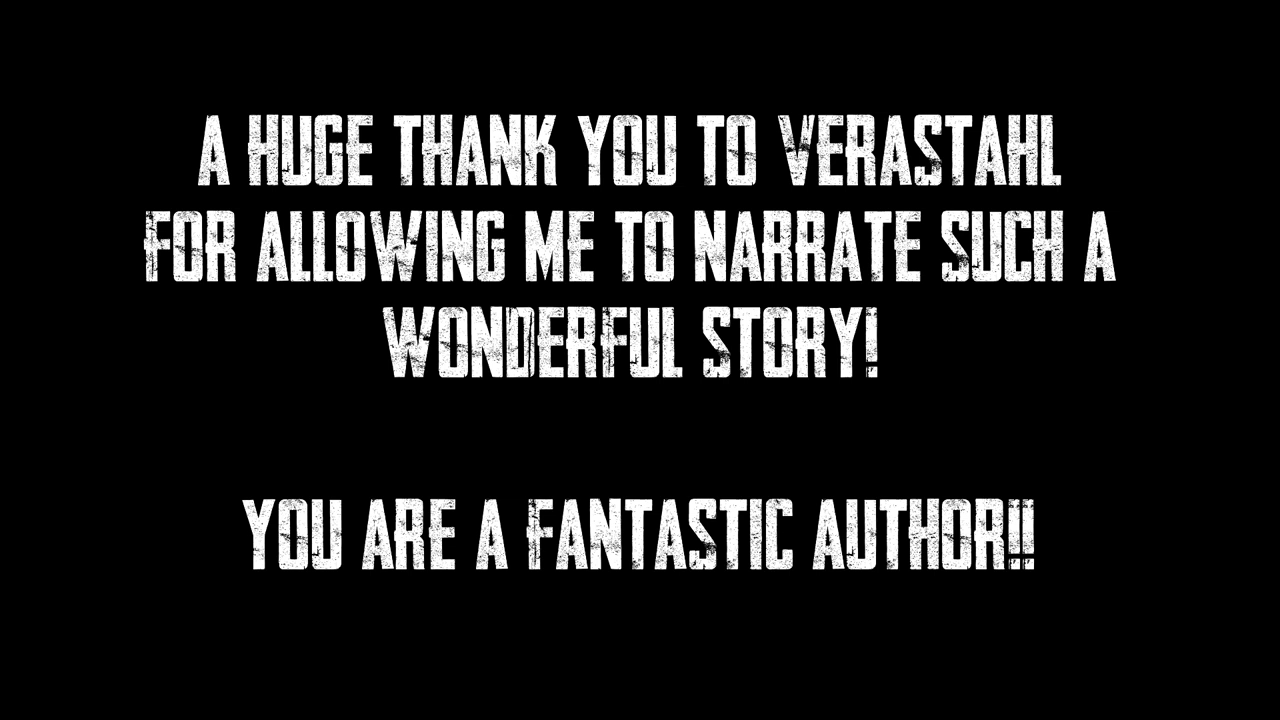 A HUGE THANK YOU TO VERASTAHL
FOR ALLOWING ME TO NARRATE SUCH A
WONDERFUL STORY!
YOU ARE A FANTASTIC AUTHOR!!